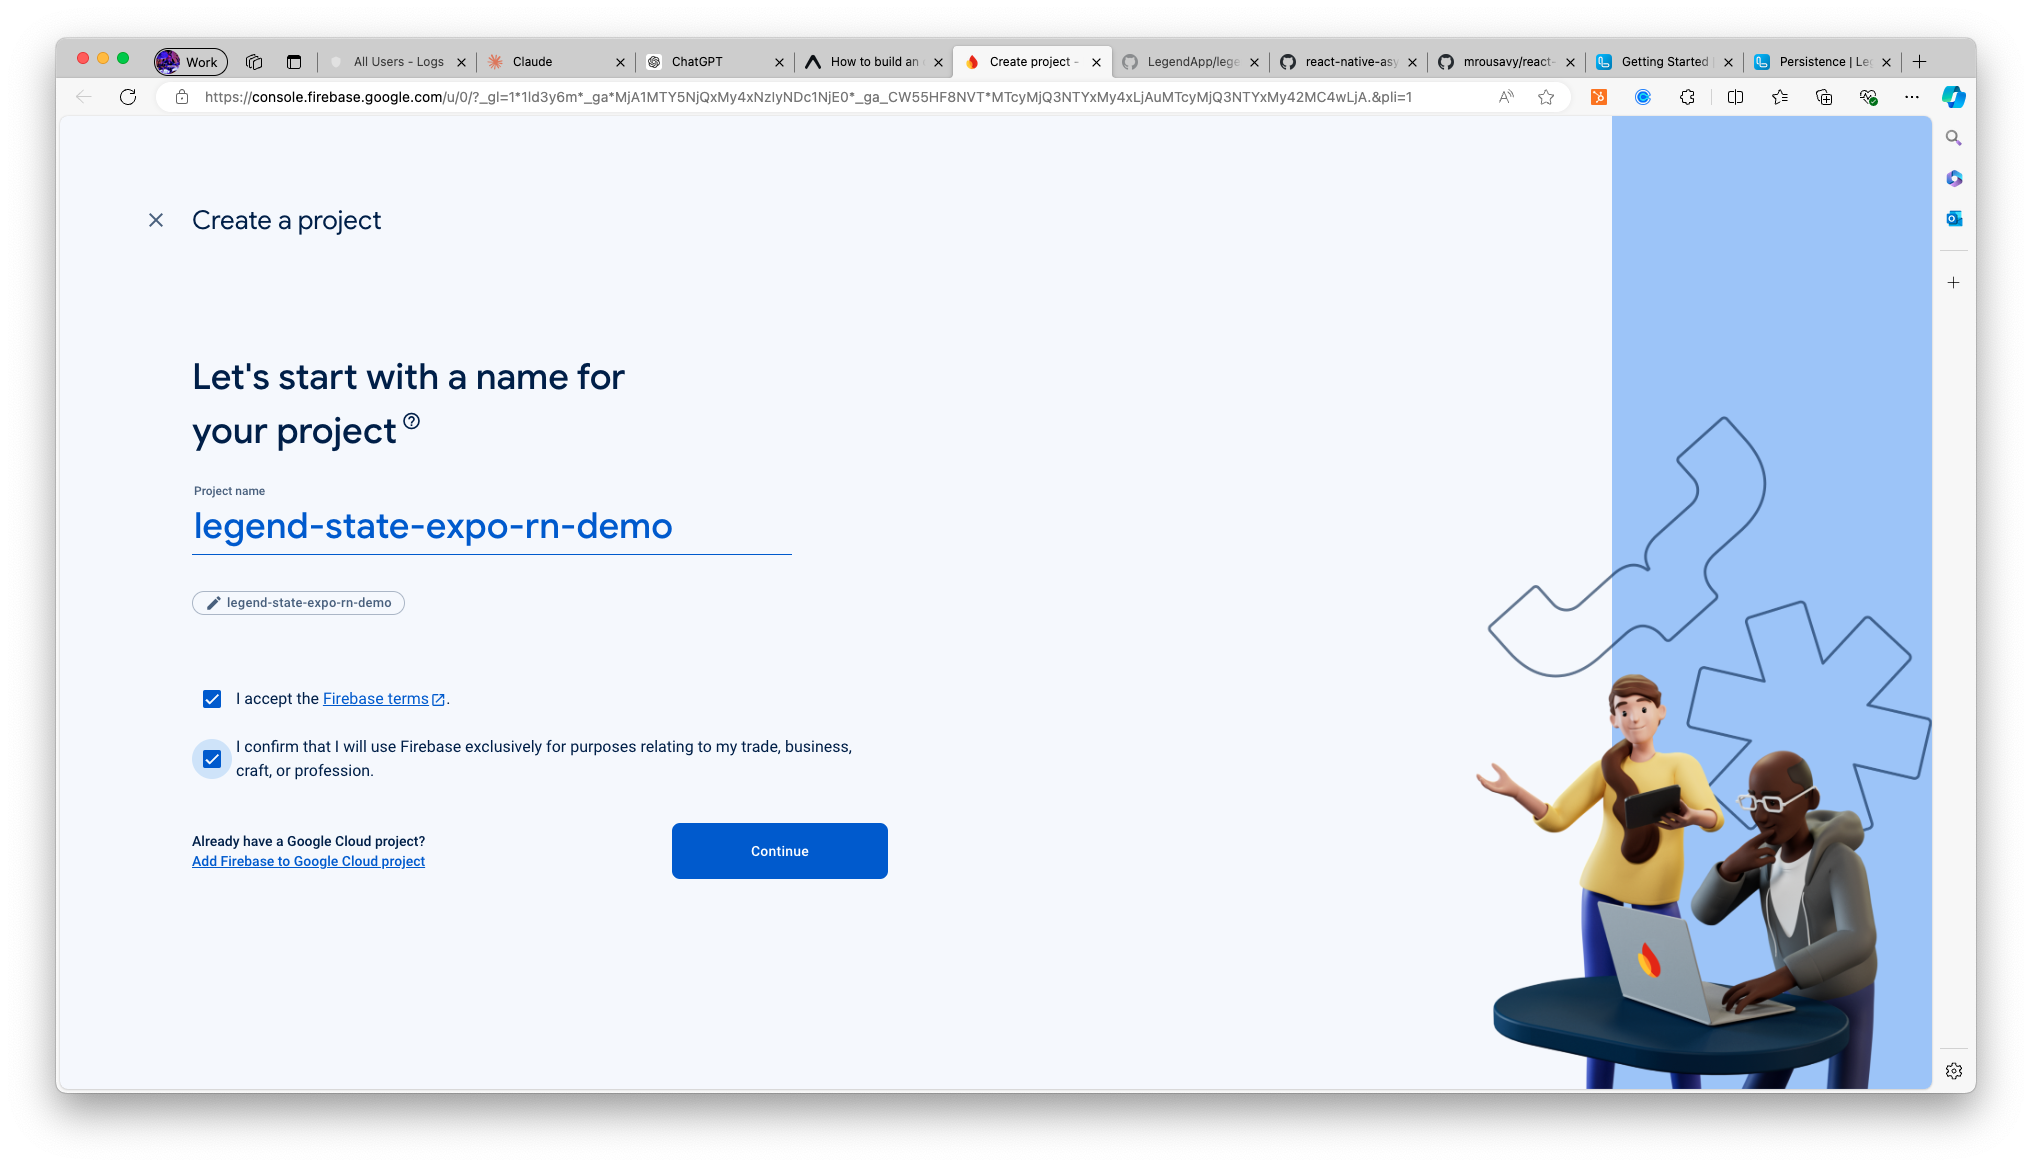 Work
All Users - Logs
Claude
ChatGPT
How to build an
Create project -
LegendApp/lege
react-native-asy
mrousavy/react-
Getting Started
Persistence | Leg
https://console.firebase.google.com/u/0/?_gl=1*1ld3y6m*_ga*MjA1MTY5NjQxMy4xNzIyNDc1NjE0*_ga_CW55HF8NVT*MTcyMjQ3NTYxMy4xLjAuMTcyMjQ3NTYxMy42MC4wLjA.&pli=1
Create a project
Let's start with a name for
your project
Project name
legend-state-expo-rn-demo
legend-state-expo-rn-demo
I accept the Firebase terms.
I confirm that I will use Firebase exclusively for purposes relating to my trade, business,
craft, or profession.
Already have a Google Cloud project?
Add Firebase to Google Cloud project
Continue